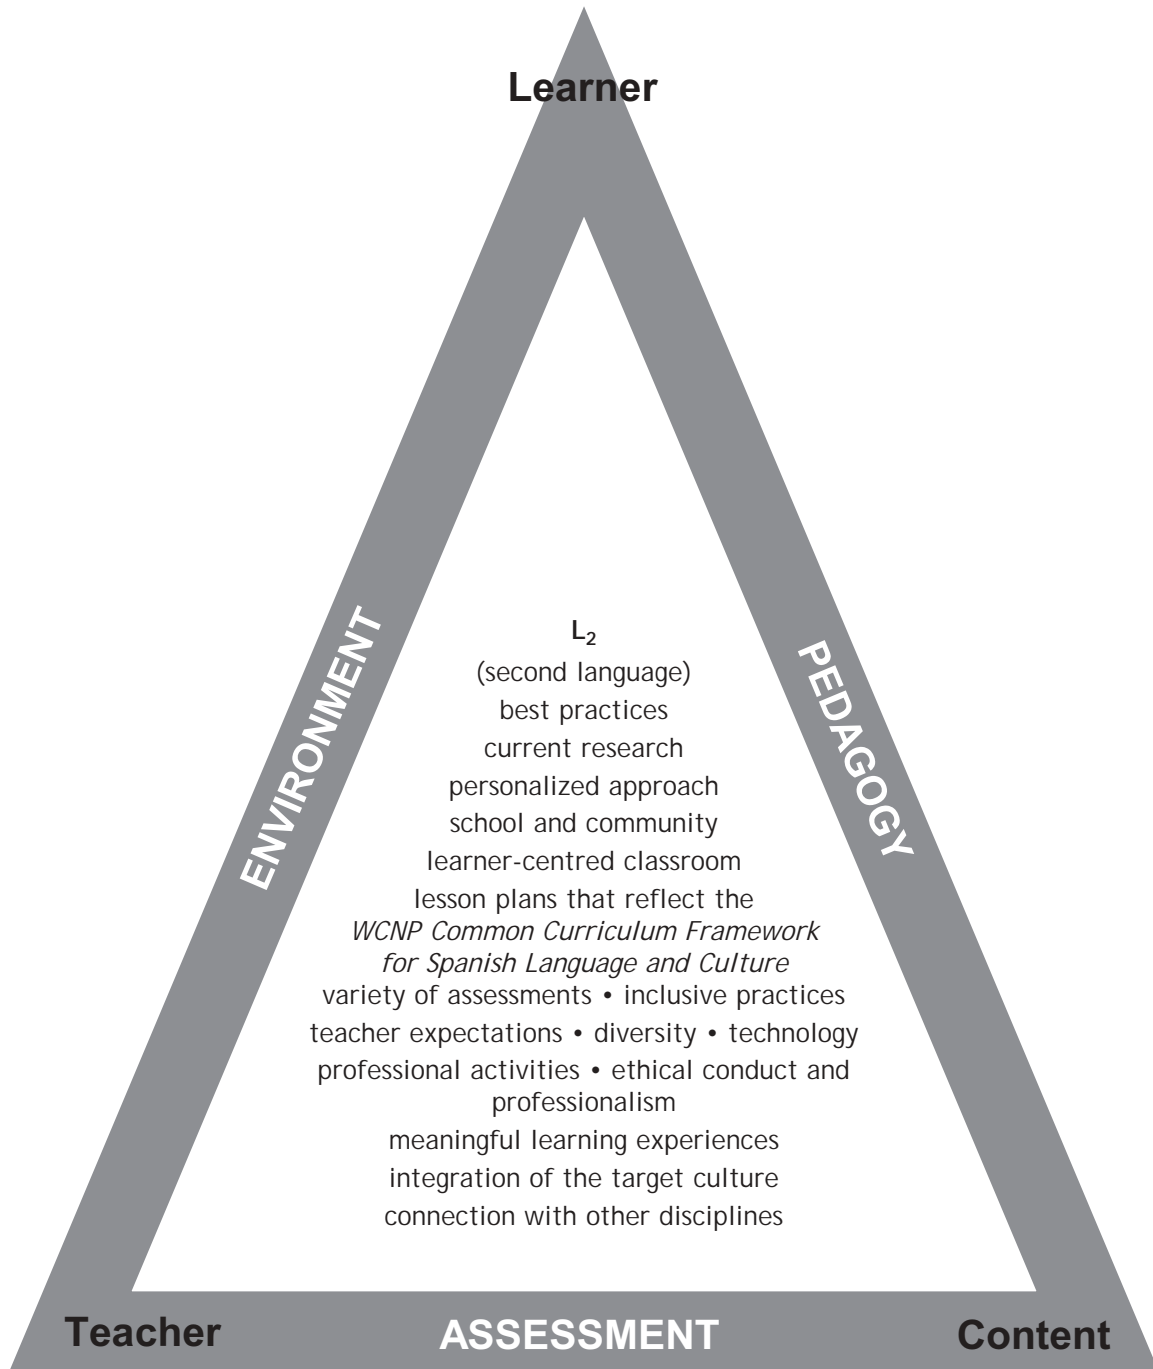 Learner
ENVIRONMENT
PEDAGOGY
L₂
(second language)
best practices
current research
personalized approach
school and community
learner-centred classroom
lesson plans that reflect the
WCNP Common Curriculum Framework
for Spanish Language and Culture
variety of assessments • inclusive practices
teacher expectations • diversity • technology
professional activities • ethical conduct and
professionalism
meaningful learning experiences
integration of the target culture
connection with other disciplines
Teacher
ASSESSMENT
Content